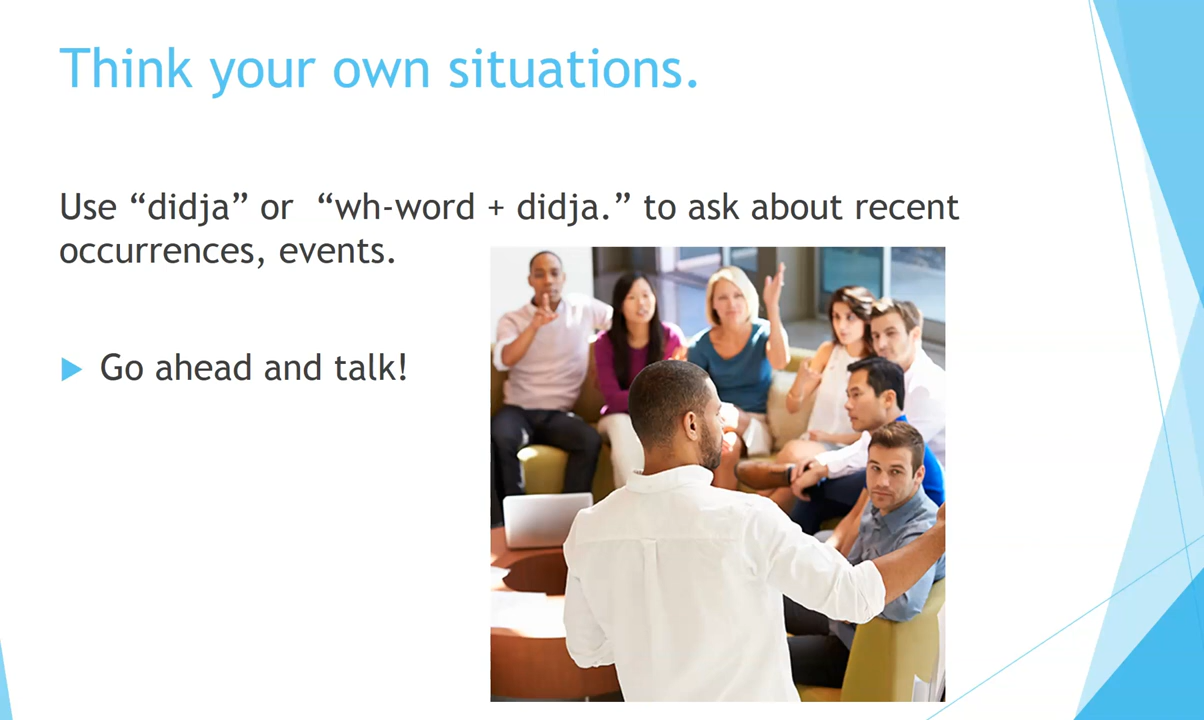 Think your own situations.
Use “didja” or “wh-word + didja.” to ask about recent
occurrences, events.
Go ahead and talk!